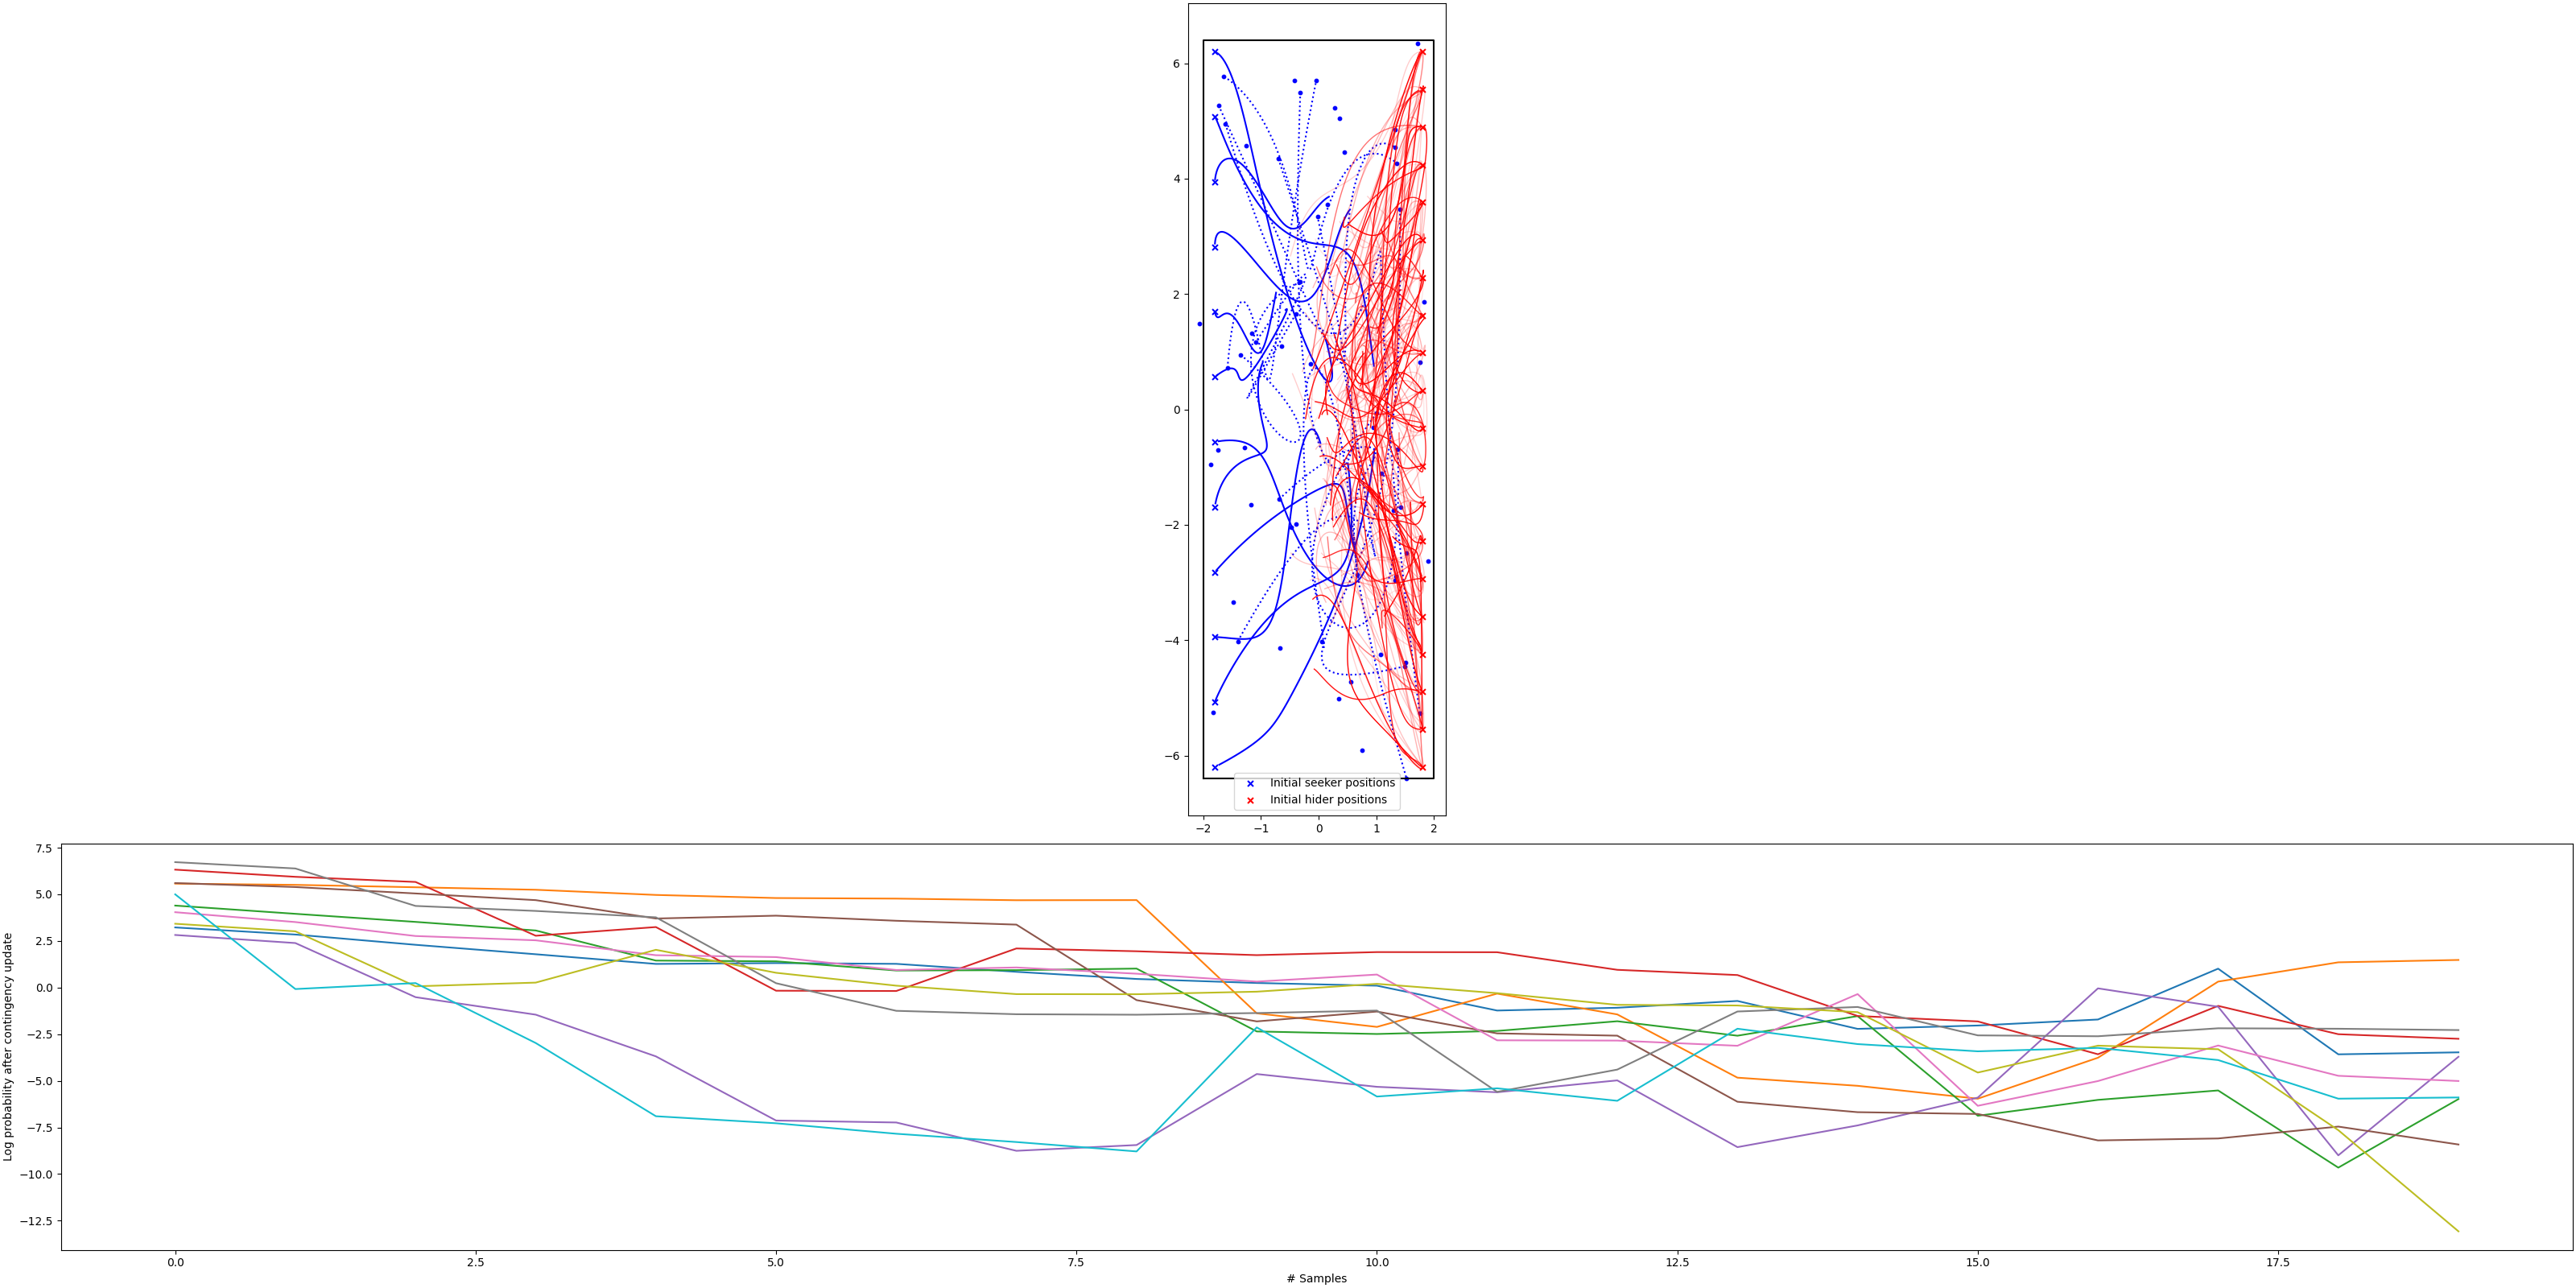 6
4
2
0
−2
−4
−6
Initial seeker positions
Initial hider positions
−2 −1 0 1 2
7.5
5.0
2.5
0.0
−2.5
−5.0
−7.5
−10.0
−12.5
Log probability after contingency update
0.0 2.5 5.0 7.5 10.0 12.5 15.0 17.5
# Samples